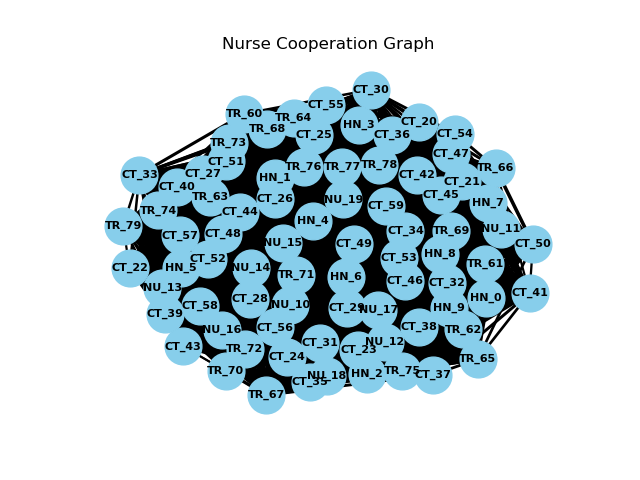 Nurse Cooperation Graph
CT_30
CT_55
TR_60
TR_64
CT_20
HN_3
TR_68
CT_54
CT_36
CT_25
TR_73
CT_47
CT_51
TR_78
TR_76
TR_77
TR_66
CT_33
CT_27
CT_42
HN_1
CT_21
CT_40
CT_45
TR_63
CT_26
NU_19
HN_7
CT_59
TR_74
CT_44
HN_4
TR_79
NU_11
CT_34
TR_69
CT_48
CT_57
NU_15
CT_49
CT_50
HN_8
CT_53
CT_52
TR_61
CT_22
HN_5
NU_14
TR_71
HN_6
CT_46
CT_32
NU_13
CT_41
HN_0
CT_28
NU_10
CT_58
CT_29
HN_9
NU_17
CT_39
CT_56
CT_38
NU_16
TR_62
CT_31
NU_12
CT_43
TR_72
CT_23
CT_24
TR_65
TR_70
TR_75
HN_2
CT_37
NU_18
CT_35
TR_67